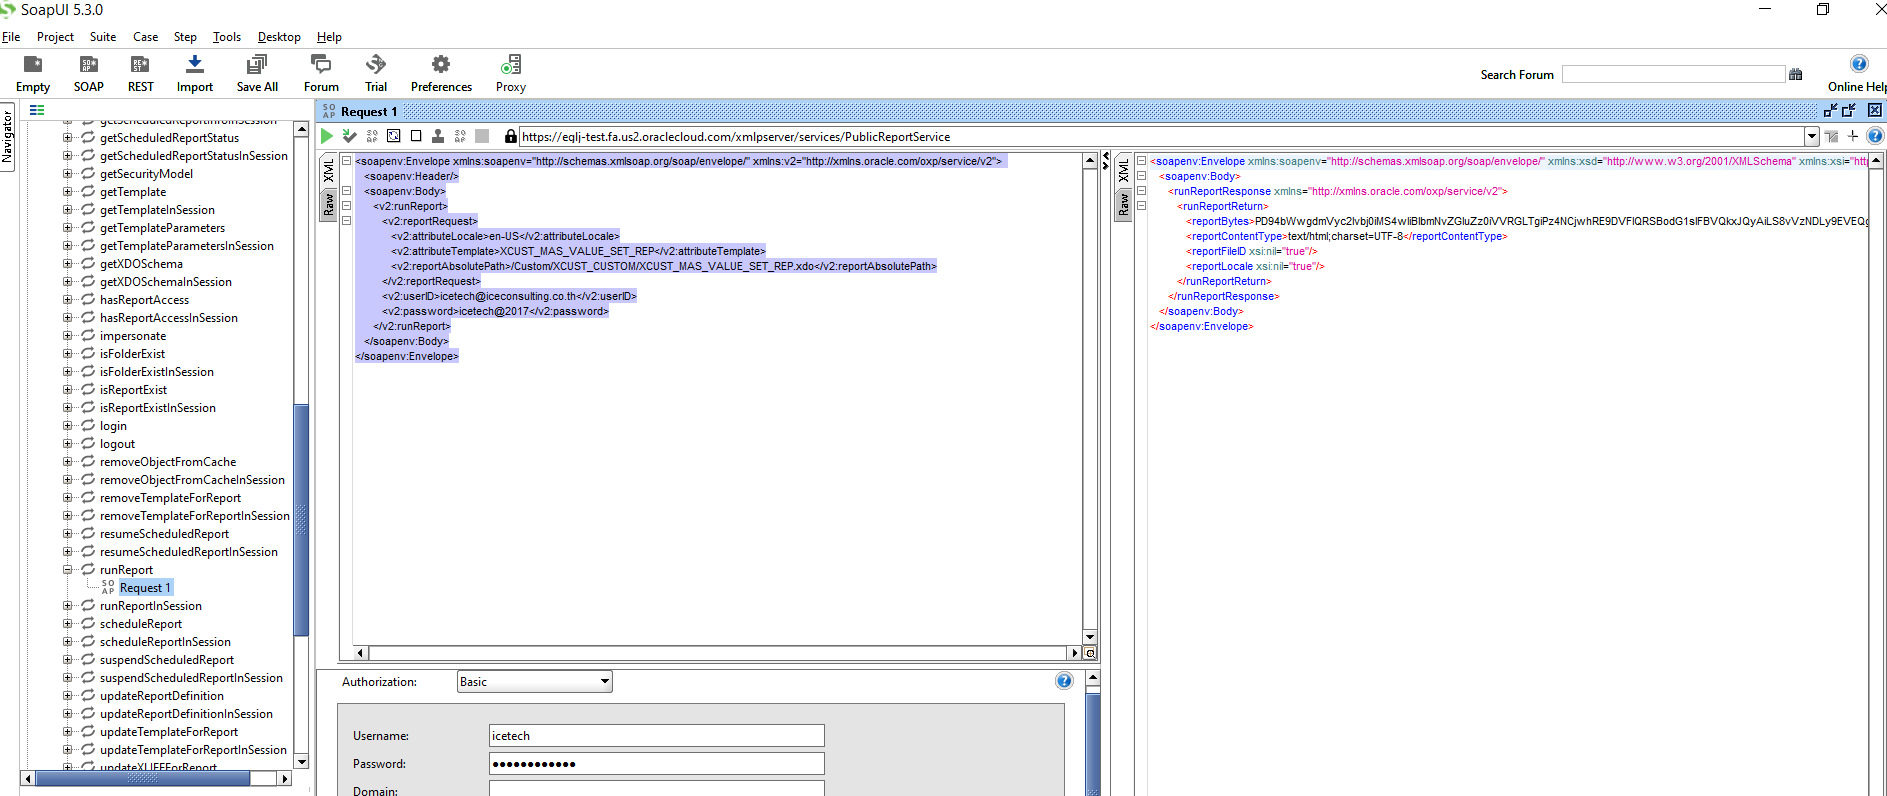 SoapUI 5.3.0
File Project Suite Case Step Tools Desktop Help
Empty SOAP REST Import Save All Forum Trial Preferences Proxy
Search Forum
Online Help
Navigator
getScheduledReportStatus
getScheduledReportStatusInSession
getSecurityModel
getTemplate
getTemplateInSession
getTemplateParameters
getTemplateParametersInSession
getXDOSchema
getXDOSchemaInSession
hasReportAccess
hasReportAccessInSession
impersonate
isFolderExist
isFolderExistInSession
isReportExist
isReportExistInSession
login
logout
removeObjectFromCache
removeObjectFromCacheInSession
removeTemplateForReport
removeTemplateForReportInSession
resumeScheduledReport
resumeScheduledReportInSession
runReport
Request 1
runReportInSession
scheduleReport
scheduleReportInSession
suspendScheduledReport
suspendScheduledReportInSession
updateReportDefinition
updateReportDefinitionInSession
updateTemplateForReport
updateTemplateForReportInSession
updateXLIFFForReport
Request 1
https://eqlj-test.fa.us2.oraclecloud.com/xmlpserver/services/PublicReportService
XML
Raw
<soapenv:Envelope xmlns:soapenv="http://schemas.xmlsoap.org/soap/envelope/" xmlns:v2="http://xmlns.oracle.com/oxp/service/v2">
<soapenv:Header/>
<soapenv:Body>
<v2:runReport>
<v2:reportRequest>
<v2:attributeLocale>en-US</v2:attributeLocale>
<v2:attributeTemplate>XCUST_MAS_VALUE_SET_REP</v2:attributeTemplate>
<v2:reportAbsolutePath>/Custom/XCUST_CUSTOM/XCUST_MAS_VALUE_SET_REP.xdo</v2:reportAbsolutePath>
</v2:reportRequest>
<v2:userID>icetech@iceconsulting.co.th</v2:userID>
<v2:password>icetech@2017</v2:password>
</v2:runReport>
</soapenv:Body>
</soapenv:Envelope>
Authorization: Basic
Username: icetech
Password: ●●●●●●●●●●●●
Domain:
XML
Raw
<soapenv:Envelope xmlns:soapenv="http://schemas.xmlsoap.org/soap/envelope/" xmlns:xsd="http://www.w3.org/2001/XMLSchema" xmlns:xsi="http
<soapenv:Body>
<runReportResponse xmlns="http://xmlns.oracle.com/oxp/service/v2">
<runReportReturn>
<reportBytes>
<reportContentType>text/html;charset=UTF-8</reportContentType>
<reportFileID xsi:nil="true"/>
<reportLocale xsi:nil="true"/>
</runReportReturn>
</runReportResponse>
</soapenv:Body>
</soapenv:Envelope>